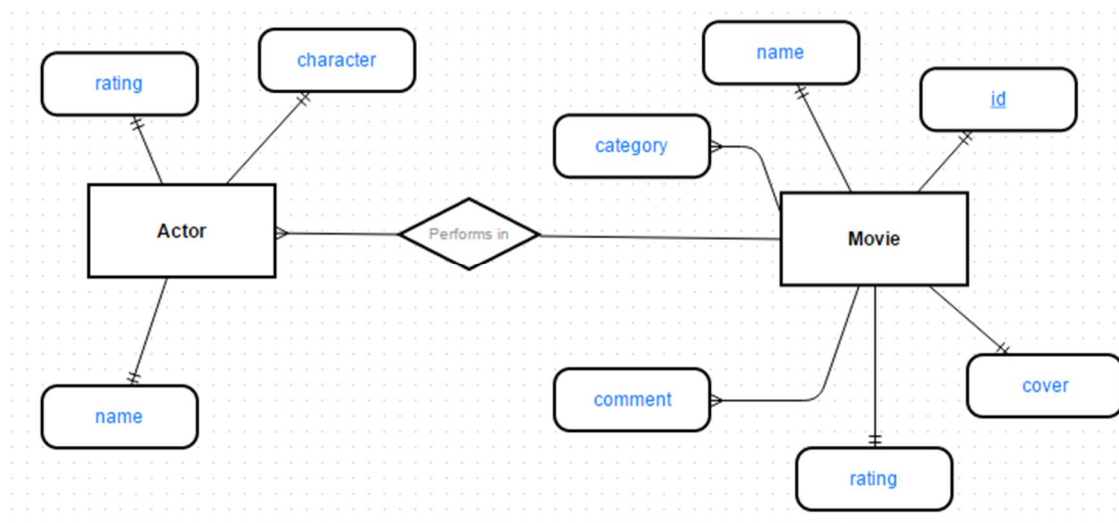 name
character
rating
id
category
Actor
Performs in
Movie
comment
cover
name
rating